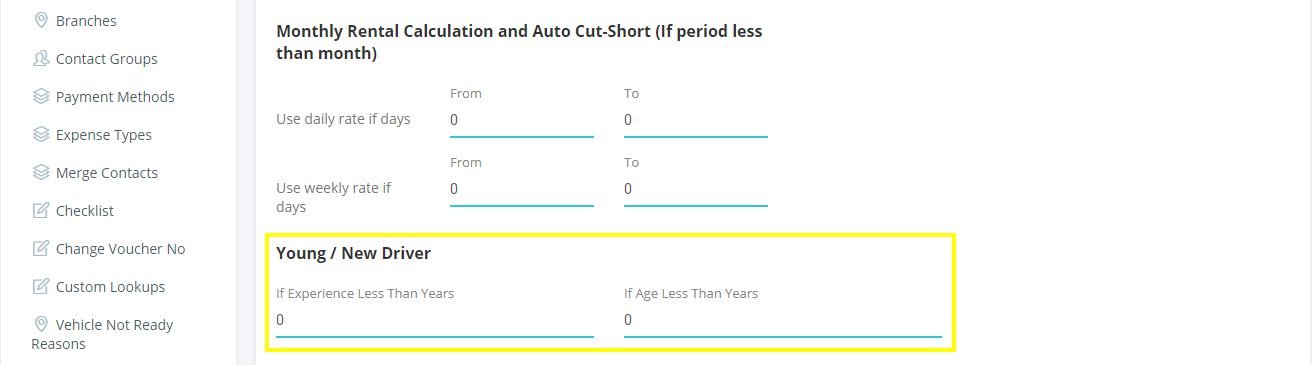 Branches
Contact Groups
Payment Methods
Expense Types
Merge Contacts
Checklist
Change Voucher No
Custom Lookups
Vehicle Not Ready
Reasons
Monthly Rental Calculation and Auto Cut-Short (If period less
than month)
From To
Use daily rate if days 0 0
From To
Use weekly rate if 0 0
days
Young / New Driver
If Experience Less Than Years If Age Less Than Years
0 0